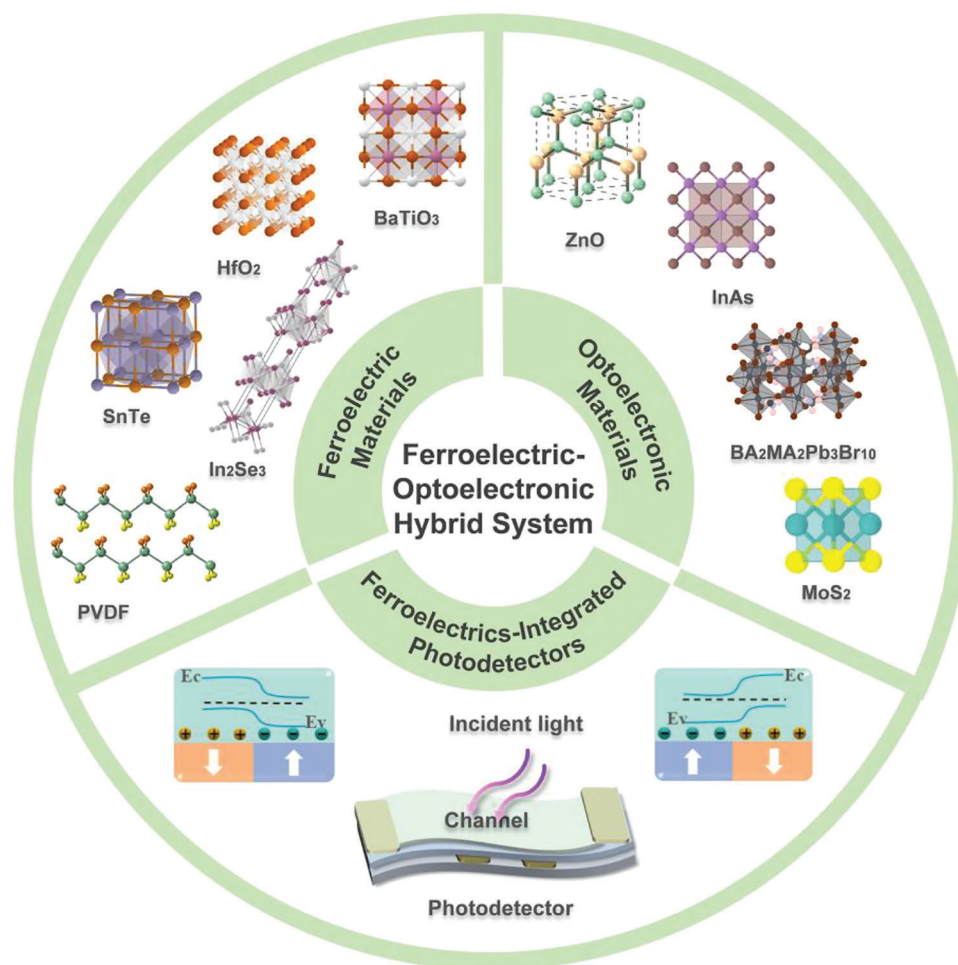 BaTiO₃
ZnO
HfO₂
InAs
SnTe
In₂Se₃
Ferroelectric
Materials
Optoelectronic
Materials
BA₂MA₂Pb₃Br₁₀
Ferroelectric-
Optoelectronic
Hybrid System
PVDF
MoS₂
Ferroelectrics-Integrated
Photodetectors
Ec
Ev
+ + + − − −
Ec
Ev
− − − + + +
Incident light
Channel
Photodetector